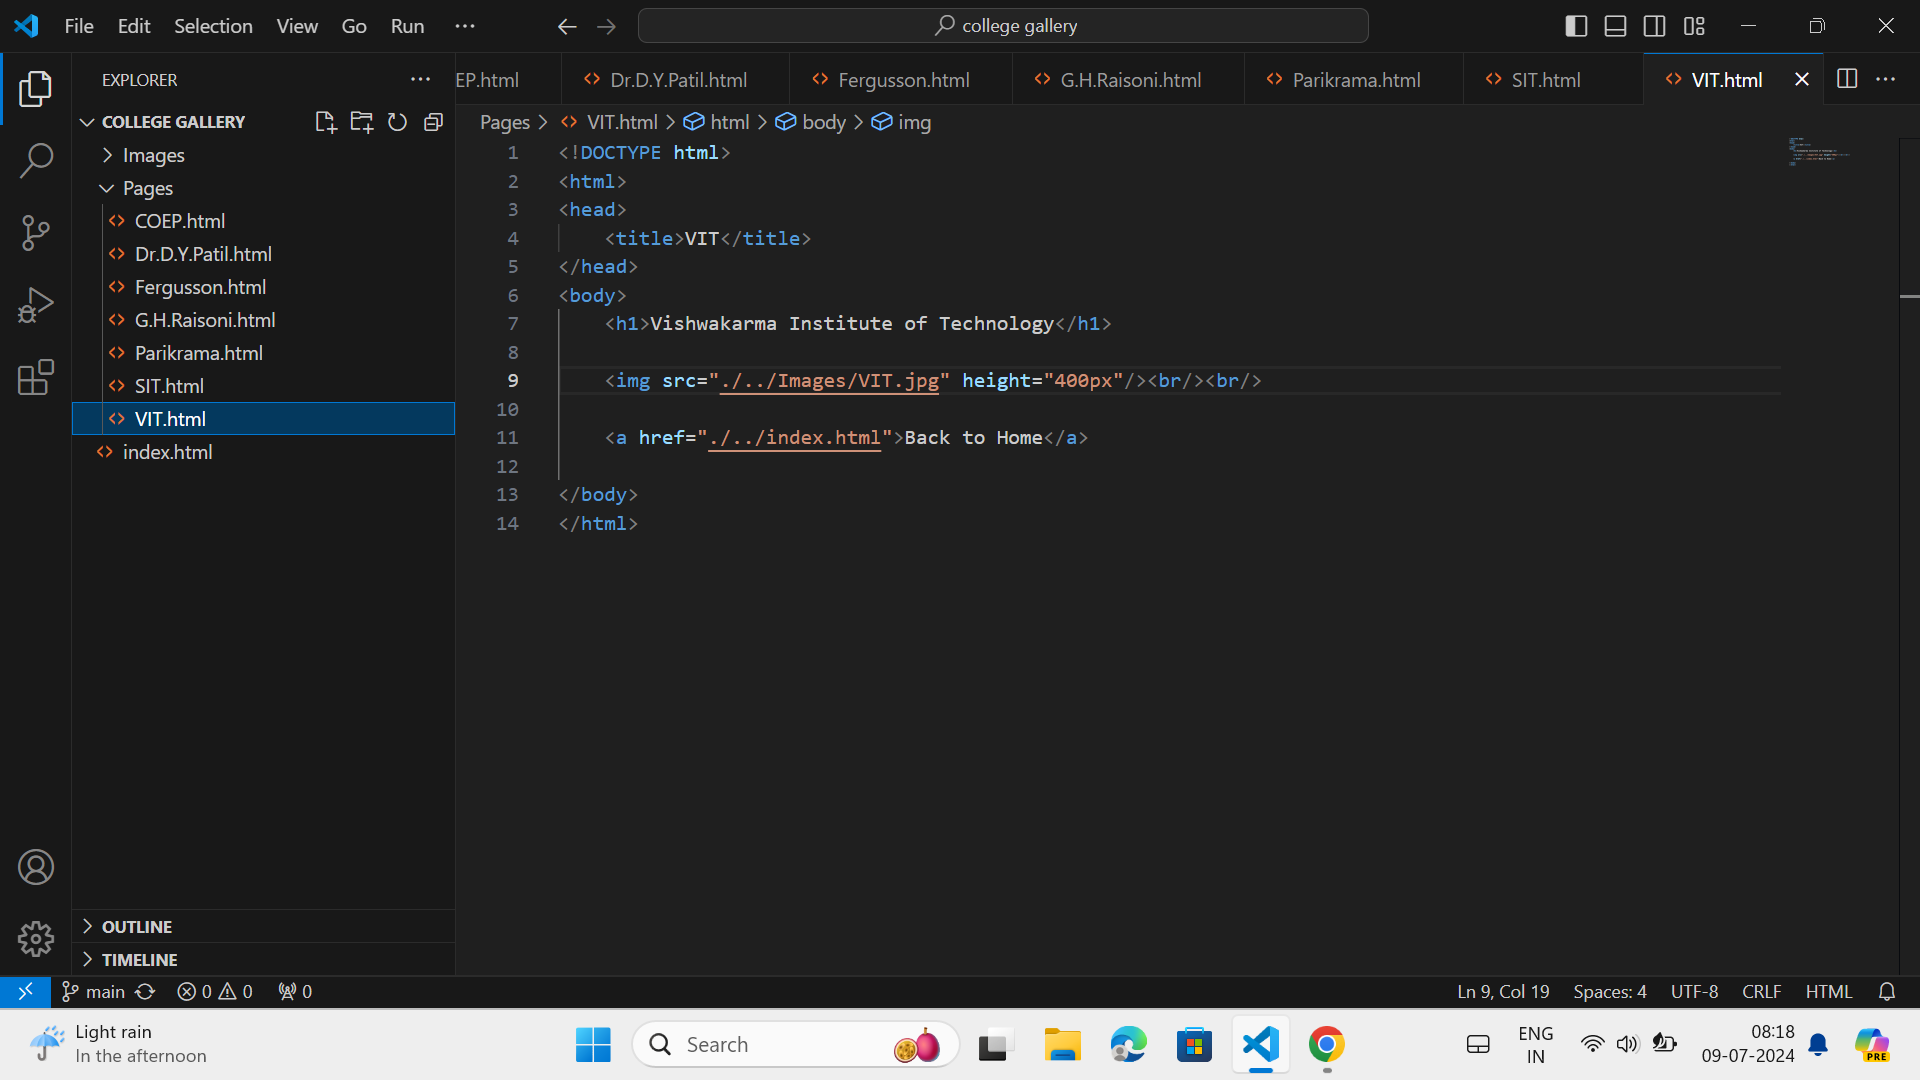 File Edit Selection View Go Run ···
college gallery
EXPLORER ···
EP.html Dr.D.Y.Patil.html Fergusson.html G.H.Raisoni.html Parikrama.html SIT.html VIT.html
COLLEGE GALLERY
Pages > VIT.html > html > body > img
Images
Pages
COEP.html
Dr.D.Y.Patil.html
Fergusson.html
G.H.Raisoni.html
Parikrama.html
SIT.html
VIT.html
index.html
OUTLINE
TIMELINE
1 <!DOCTYPE html>
2 <html>
3 <head>
4 <title>VIT</title>
5 </head>
6 <body>
7 <h1>Vishwakarma Institute of Technology</h1>
8
9 <img src="./../Images/VIT.jpg" height="400px"/><br/><br/>
10
11 <a href="./../index.html">Back to Home</a>
12
13 </body>
14 </html>
main 0 0 0 Ln 9, Col 19 Spaces: 4 UTF-8 CRLF HTML
Light rain
In the afternoon
Search
ENG
IN
08:18
09-07-2024
PRE